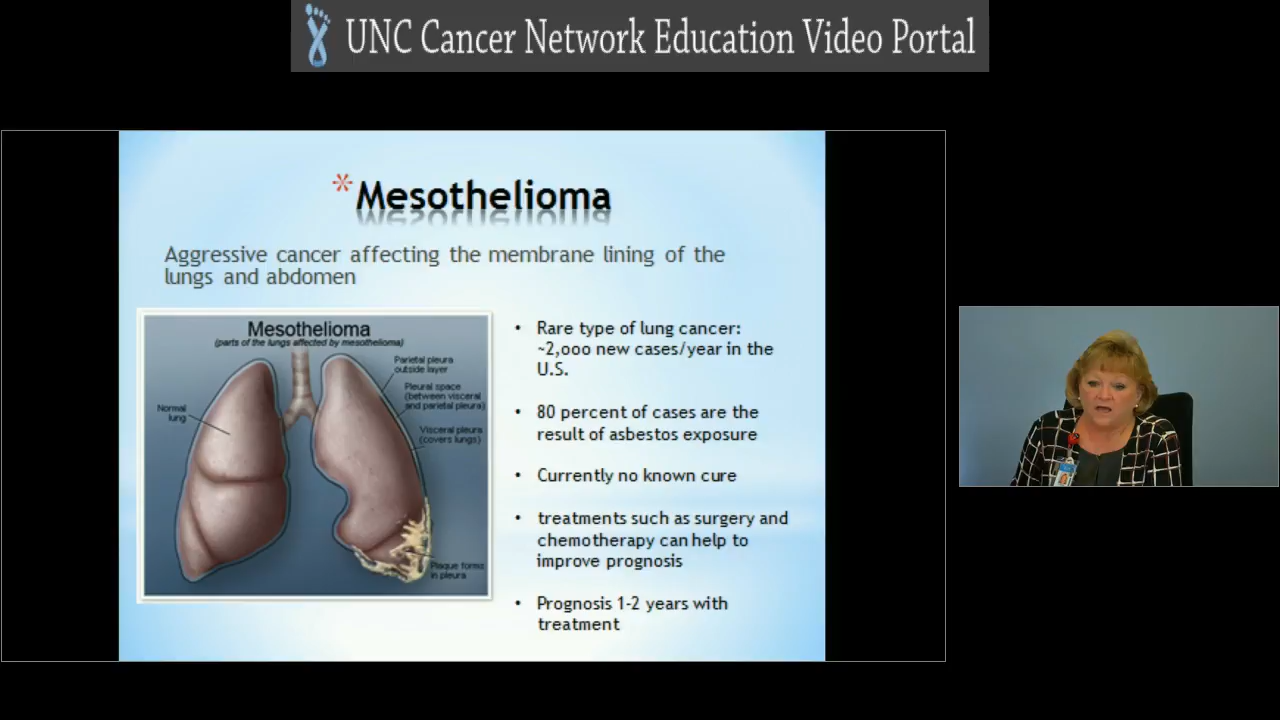 UNC Cancer Network Education Video Portal
*Mesothelioma
Aggressive cancer affecting the membrane lining of the
lungs and abdomen
Mesothelioma
(parts of the lungs affected by mesothelioma)
Parietal pleura
outside layer
Pleural space
(between visceral
and parietal pleura)
Normal
lung
Visceral pleura
(covers lungs)
Plaque forms
in pleura
• Rare type of lung cancer:
~2,ooo new cases/year in the
U.S.
• 80 percent of cases are the
result of asbestos exposure
• Currently no known cure
• treatments such as surgery and
chemotherapy can help to
improve prognosis
• Prognosis 1-2 years with
treatment